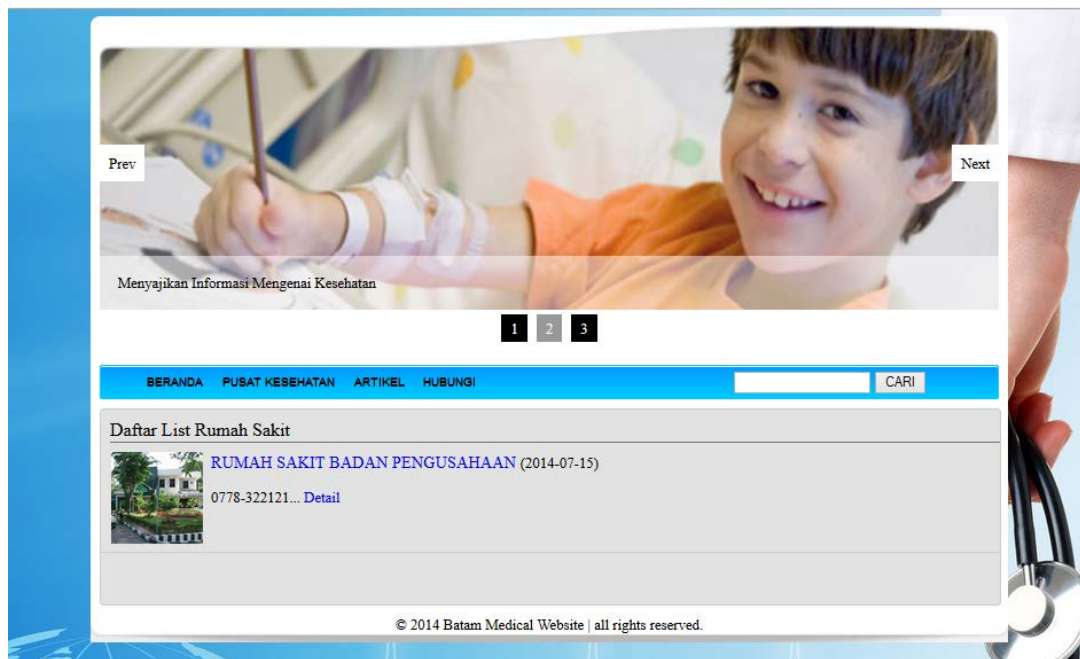 Prev
Next
Menyajikan Informasi Mengenai Kesehatan
1 2 3
BERANDA PUSAT KESEHATAN ARTIKEL HUBUNGI CARI
Daftar List Rumah Sakit
RUMAH SAKIT BADAN PENGUSAHAAN (2014-07-15)
0778-322121... Detail
© 2014 Batam Medical Website | all rights reserved.